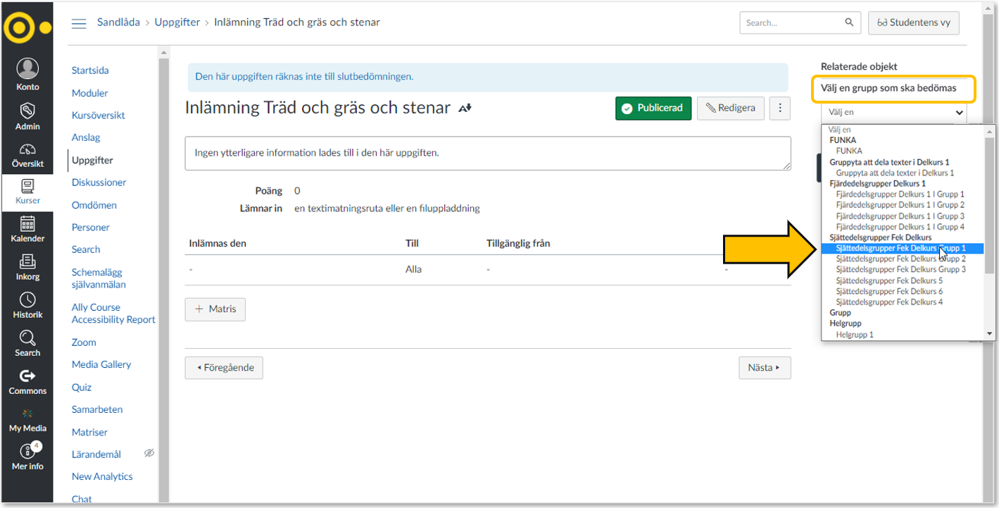 Sandlåda › Uppgifter › Inlämning Träd och gräs och stenar
Search...
Studentens vy
Konto
Admin
Översikt
Kurser
Kalender
Inkorg
Historik
Search
Commons
My Media
4
Mer info
Startsida
Moduler
Kursöversikt
Anslag
Uppgifter
Diskussioner
Omdömen
Personer
Search
Schemalägg
självanmälan
Ally Course
Accessibility Report
Zoom
Media Gallery
Quiz
Samarbeten
Matriser
Lärandemål
New Analytics
Chat
Den här uppgiften räknas inte till slutbedömningen.
Inlämning Träd och gräs och stenar
Publicerad
Redigera
Ingen ytterligare information lades till i den här uppgiften.
Poäng 0
Lämnar in en textimatningsruta eller en filuppladdning
Inlämnas den Till Tillgänglig från
- Alla - -
+ Matris
Föregående
Nästa
Relaterade objekt
Välj en grupp som ska bedömas
Välj en
Välj en
FUNKA
FUNKA
Gruppyta att dela texter i Delkurs 1
Gruppyta att dela texter i Delkurs 1
Fjärdedelsgrupper Delkurs 1
Fjärdedelsgrupper Delkurs 1 I Grupp 1
Fjärdedelsgrupper Delkurs 1 I Grupp 2
Fjärdedelsgrupper Delkurs 1 I Grupp 3
Fjärdedelsgrupper Delkurs 1 I Grupp 4
Sjättedelsgrupper Fek Delkurs
Sjättedelsgrupper Fek Delkurs Grupp 1
Sjättedelsgrupper Fek Delkurs Grupp 2
Sjättedelsgrupper Fek Delkurs Grupp 3
Sjättedelsgrupper Fek Delkurs 5
Sjättedelsgrupper Fek Delkurs 6
Sjättedelsgrupper Fek Delkurs 4
Grupp
Helgrupp
Helgrupp 1